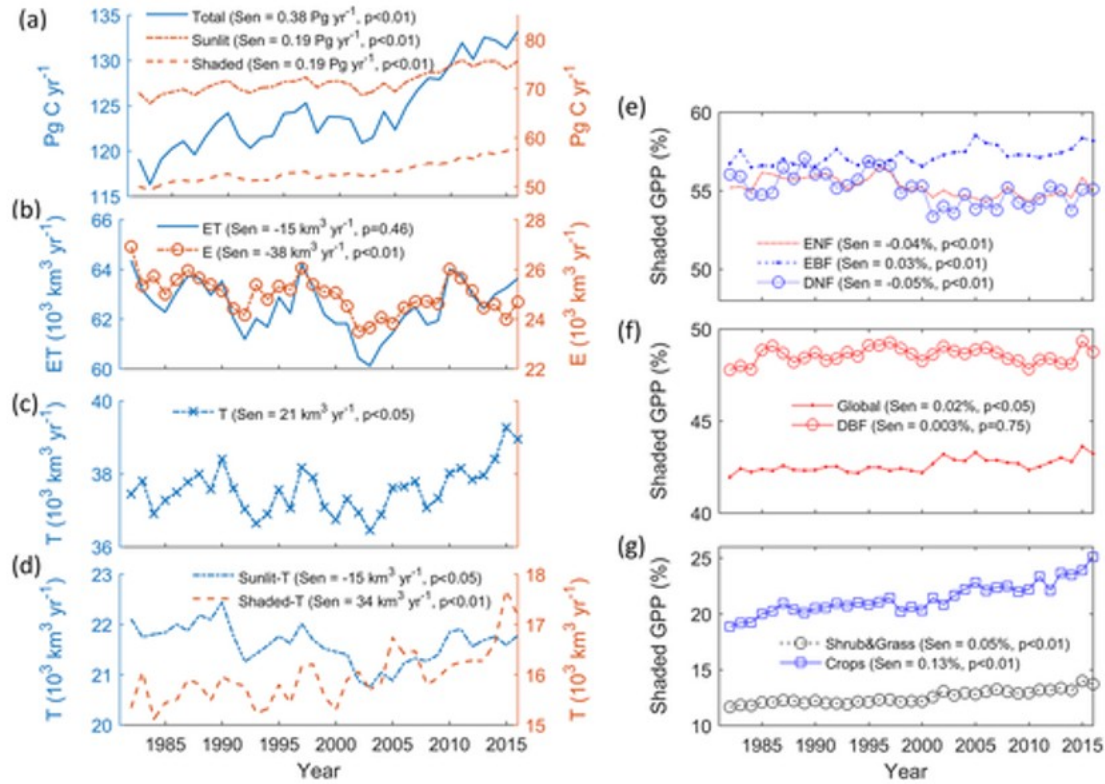 (a)
Total (Sen = 0.38 Pg yr-1, p<0.01)
Sunlit (Sen = 0.19 Pg yr-1, p<0.01)
Shaded (Sen = 0.19 Pg yr-1, p<0.01)
135
130
125
120
115
Pg C yr-1
80
70
60
50
Pg C yr-1
(b)
ET (Sen = -15 km3 yr-1, p=0.46)
E (Sen = -38 km3 yr-1, p<0.01)
66
64
62
60
ET (103 km3 yr-1)
28
26
24
22
E (103 km3 yr-1)
(c)
T (Sen = 21 km3 yr-1, p<0.05)
40
38
36
T (103 km3 yr-1)
(d)
Sunlit-T (Sen = -15 km3 yr-1, p<0.05)
Shaded-T (Sen = 34 km3 yr-1, p<0.01)
23
22
21
20
T (103 km3 yr-1)
18
17
16
15
T (103 km3 yr-1)
1985 1990 1995 2000 2005 2010 2015
Year
(e)
60
55
50
Shaded GPP (%)
ENF (Sen = -0.04%, p<0.01)
EBF (Sen = 0.03%, p<0.01)
DNF (Sen = -0.05%, p<0.01)
(f)
50
45
40
Shaded GPP (%)
Global (Sen = 0.02%, p<0.05)
DBF (Sen = 0.003%, p=0.75)
(g)
25
20
15
10
Shaded GPP (%)
Shrub&Grass (Sen = 0.05%, p<0.01)
Crops (Sen = 0.13%, p<0.01)
1985 1990 1995 2000 2005 2010 2015
Year